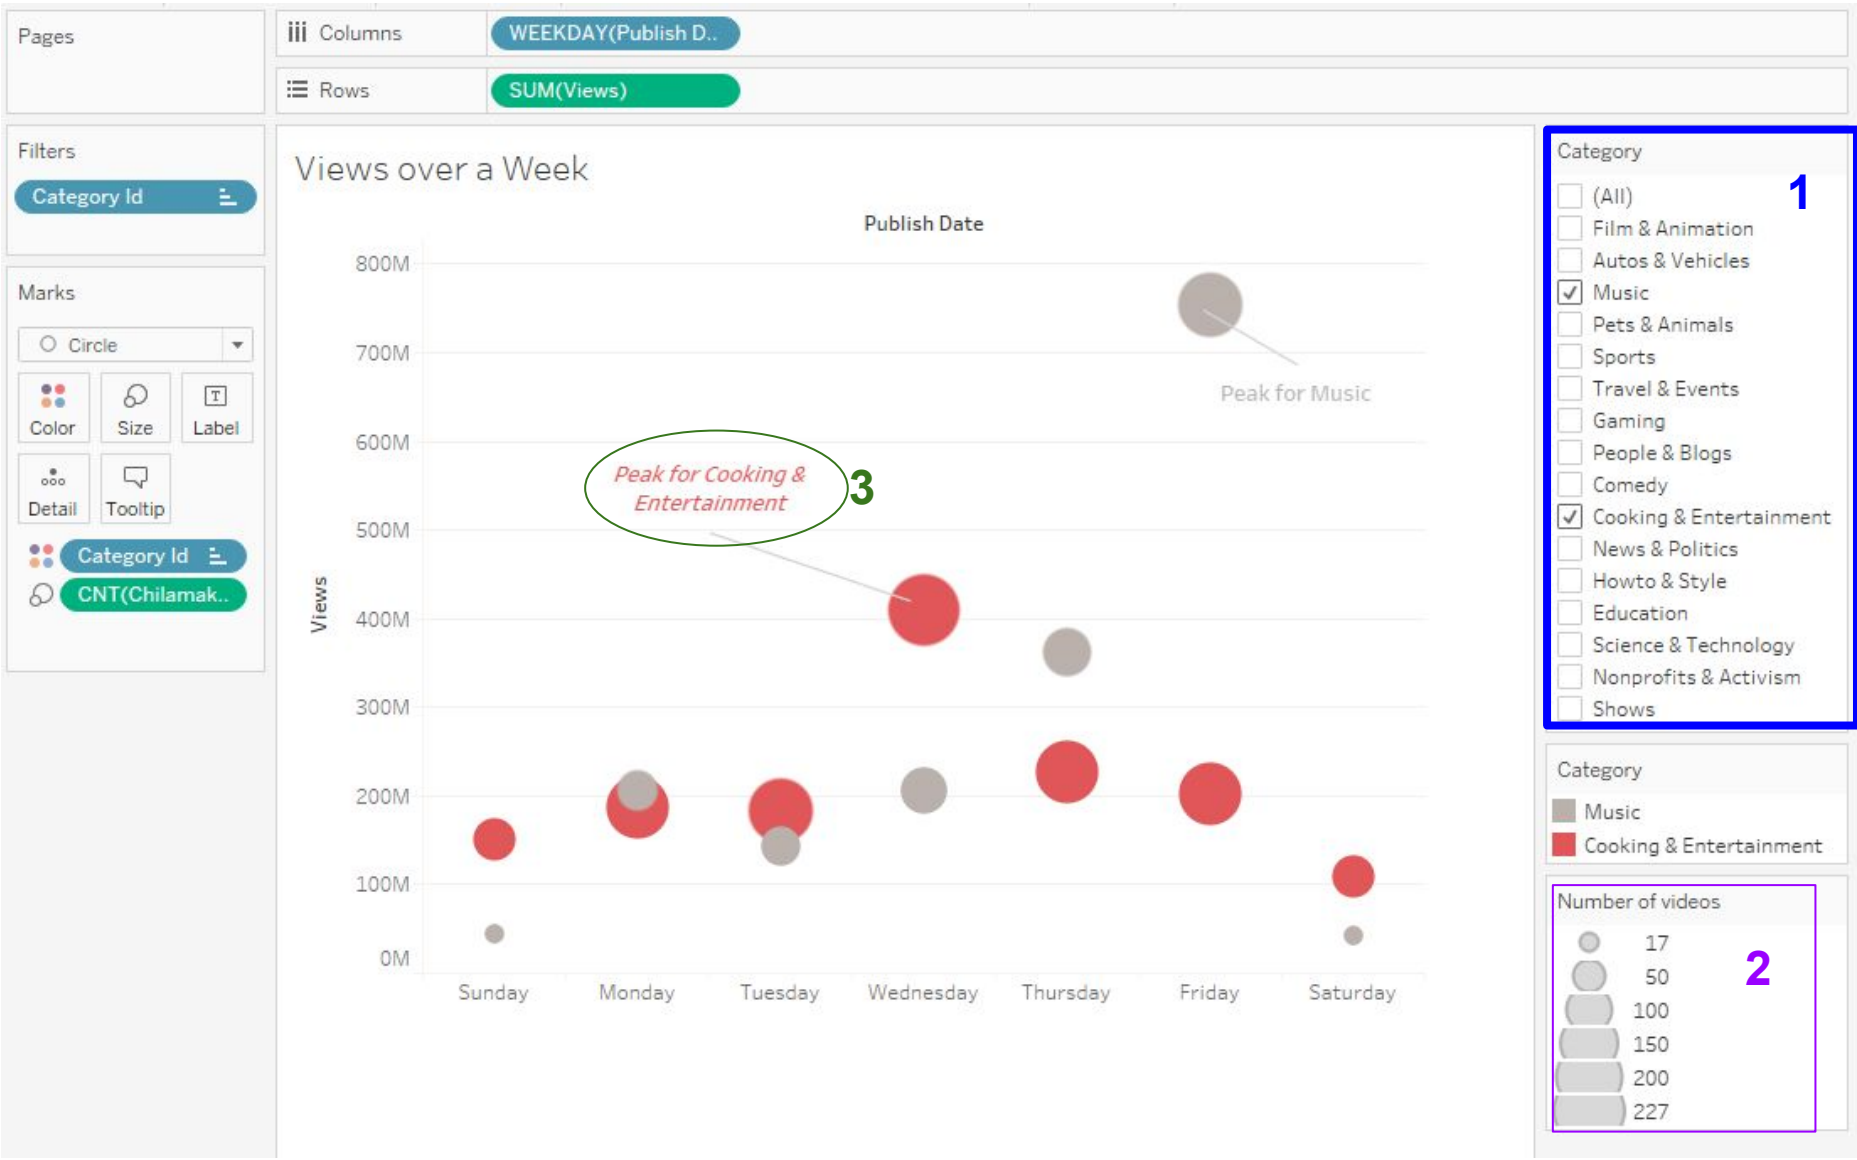 Pages
Columns
WEEKDAY(Publish D..
Rows
SUM(Views)
Filters
Category Id
Marks
Circle
Color
Size
T
Label
Detail
Tooltip
Category Id
CNT(Chilamak..
Views over a Week
Publish Date
Views
800M
700M
600M
500M
400M
300M
200M
100M
0M
Peak for Music
Peak for Cooking &
Entertainment
3
Sunday
Monday
Tuesday
Wednesday
Thursday
Friday
Saturday
Category
1
(All)
Film & Animation
Autos & Vehicles
Music
Pets & Animals
Sports
Travel & Events
Gaming
People & Blogs
Comedy
Cooking & Entertainment
News & Politics
Howto & Style
Education
Science & Technology
Nonprofits & Activism
Shows
Category
Music
Cooking & Entertainment
Number of videos
2
17
50
100
150
200
227